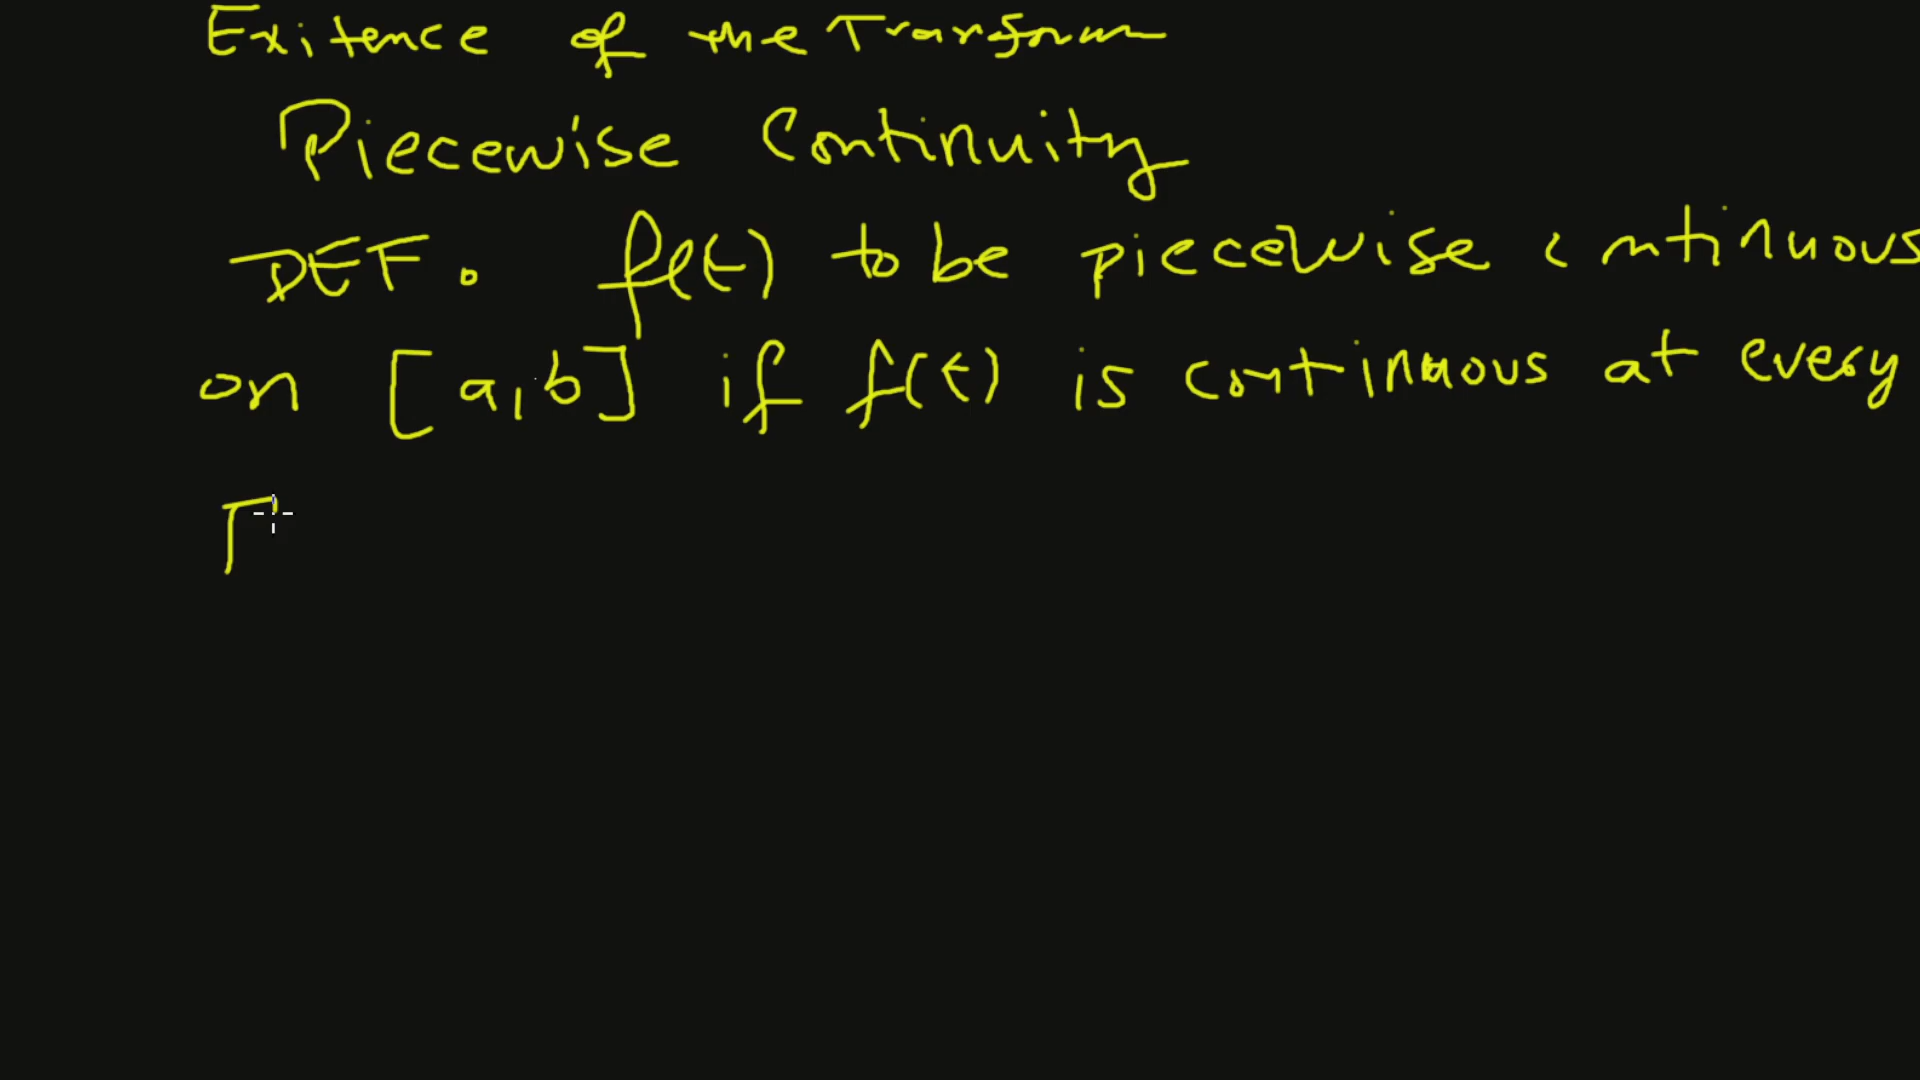 Exitence of the Transform
Piecewise Continuity
DEF. f(t) to be piecewise continuous
on [a,b] if f(t) is continuous at every